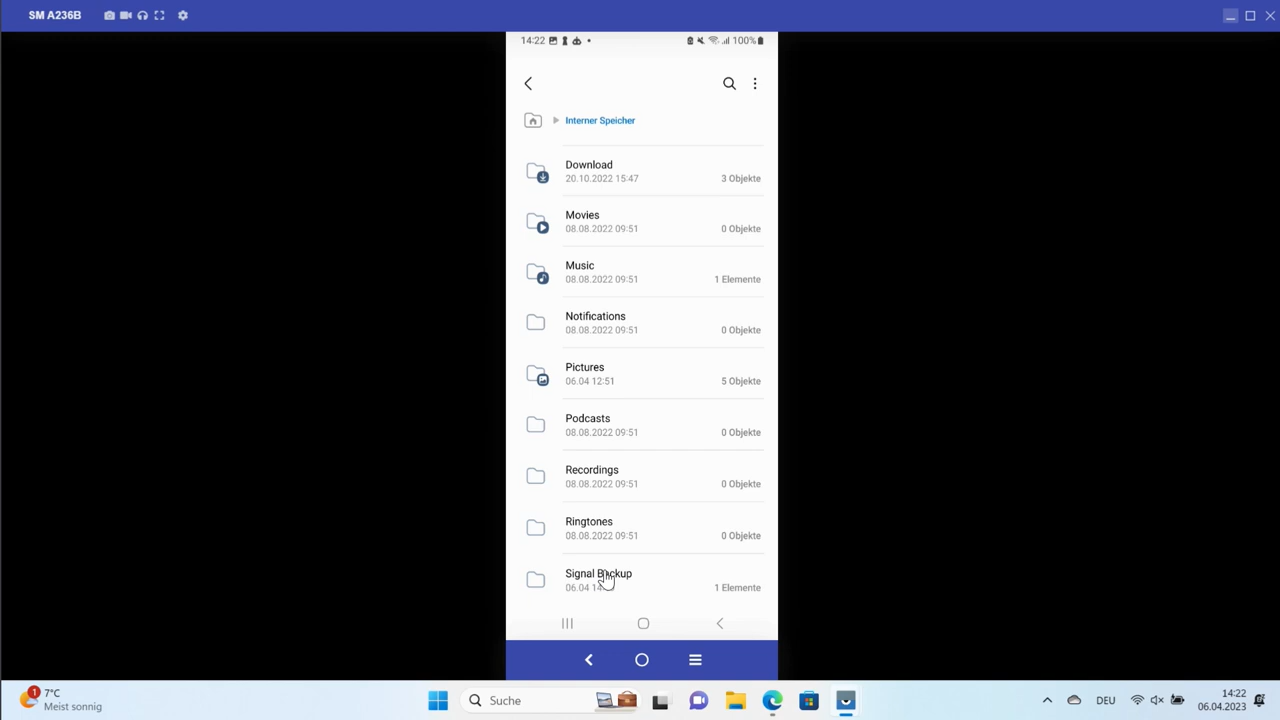 SM A236B
14:22
100%
Interner Speicher
Download
20.10.2022 15:47
3 Objekte
Movies
08.08.2022 09:51
0 Objekte
Music
08.08.2022 09:51
1 Elemente
Notifications
08.08.2022 09:51
0 Objekte
Pictures
06.04 12:51
5 Objekte
Podcasts
08.08.2022 09:51
0 Objekte
Recordings
08.08.2022 09:51
0 Objekte
Ringtones
08.08.2022 09:51
0 Objekte
Signal Backup
06.04
1 Elemente
1
7°C
Meist sonnig
Suche
DEU
14:22
06.04.2023